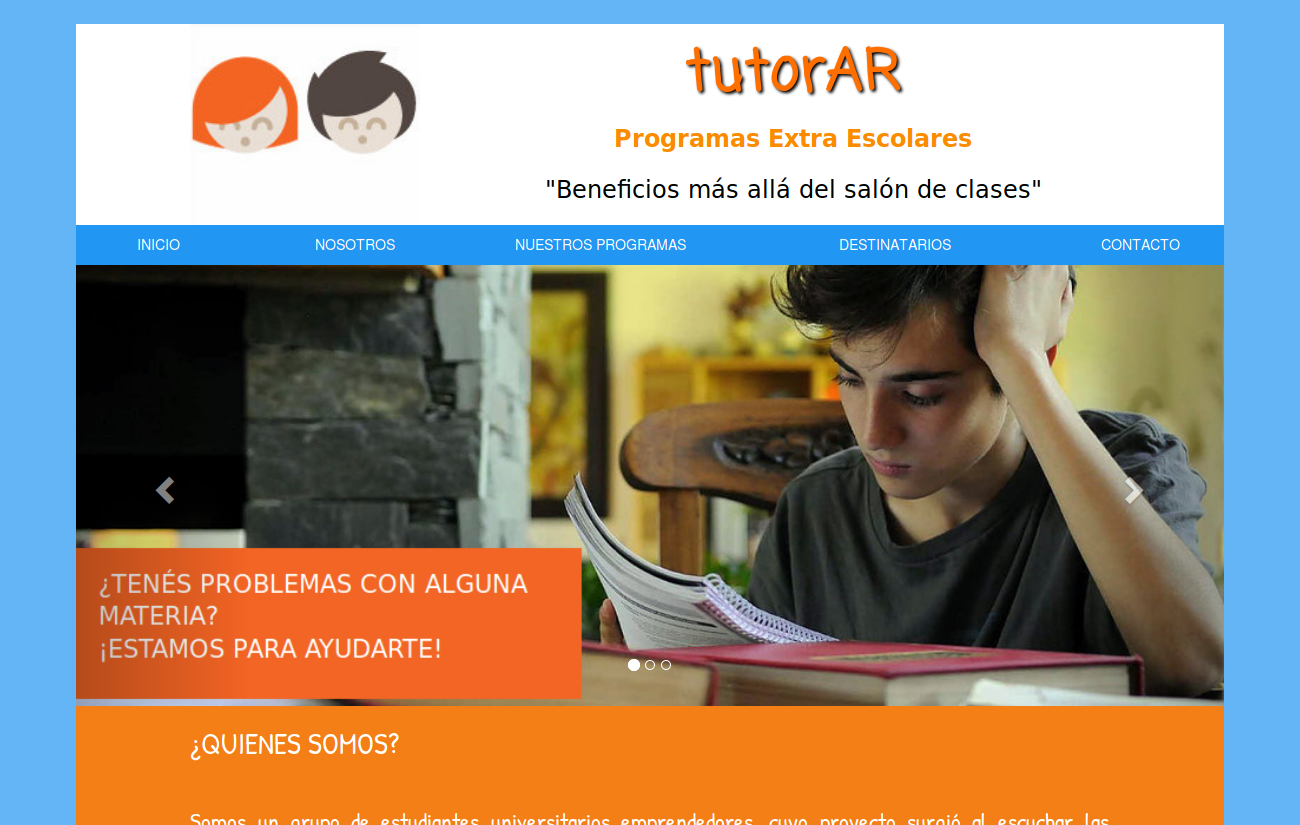 tutorAR
Programas Extra Escolares
"Beneficios más allá del salón de clases"
INICIO NOSOTROS NUESTROS PROGRAMAS DESTINATARIOS CONTACTO
¿TENÉS PROBLEMAS CON ALGUNA
MATERIA?
¡ESTAMOS PARA AYUDARTE!
¿QUIENES SOMOS?
Somos un grupo de estudiantes universitarios emprendedores, cuyo proyecto surgió al escuchar las